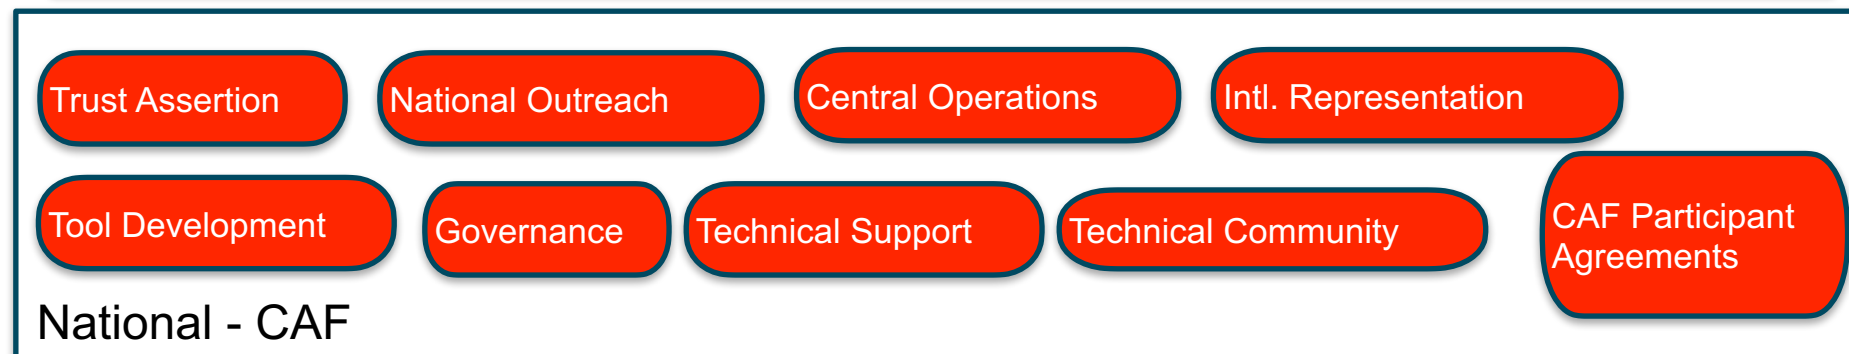 Trust Assertion
National Outreach
Central Operations
Intl. Representation
Tool Development
Governance
Technical Support
Technical Community
CAF Participant
Agreements
National - CAF